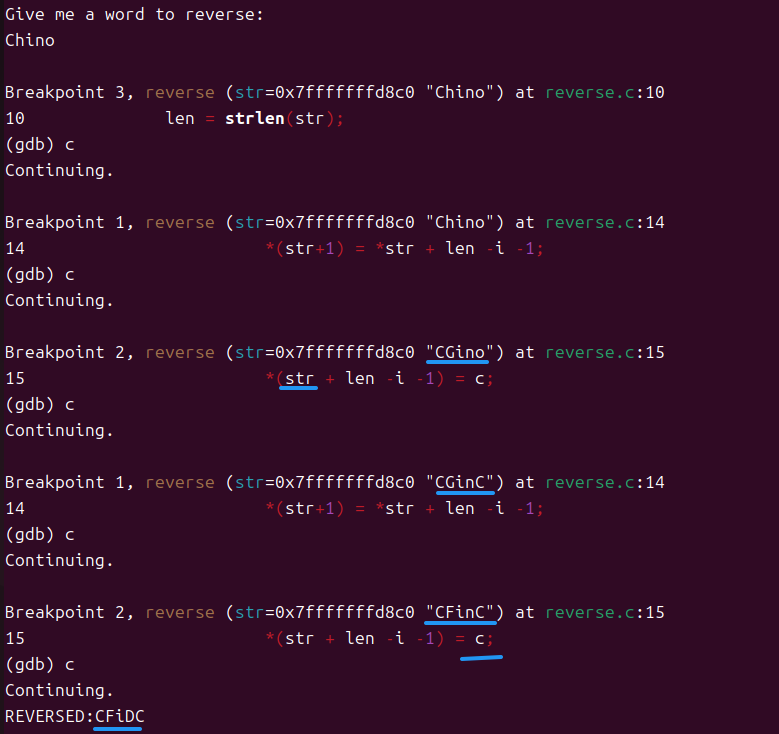 Give me a word to reverse:
Chino
Breakpoint 3, reverse (str=0x7fffffffd8c0 "Chino") at reverse.c:10
10 len = strlen(str);
(gdb) c
Continuing.
Breakpoint 1, reverse (str=0x7fffffffd8c0 "Chino") at reverse.c:14
14 *(str+1) = *str + len -i -1;
(gdb) c
Continuing.
Breakpoint 2, reverse (str=0x7fffffffd8c0 "CGino") at reverse.c:15
15 *(str + len -i -1) = c;
(gdb) c
Continuing.
Breakpoint 1, reverse (str=0x7fffffffd8c0 "CGinC") at reverse.c:14
14 *(str+1) = *str + len -i -1;
(gdb) c
Continuing.
Breakpoint 2, reverse (str=0x7fffffffd8c0 "CFinC") at reverse.c:15
15 *(str + len -i -1) = c;
(gdb) c
Continuing.
REVERSED:CFiDC